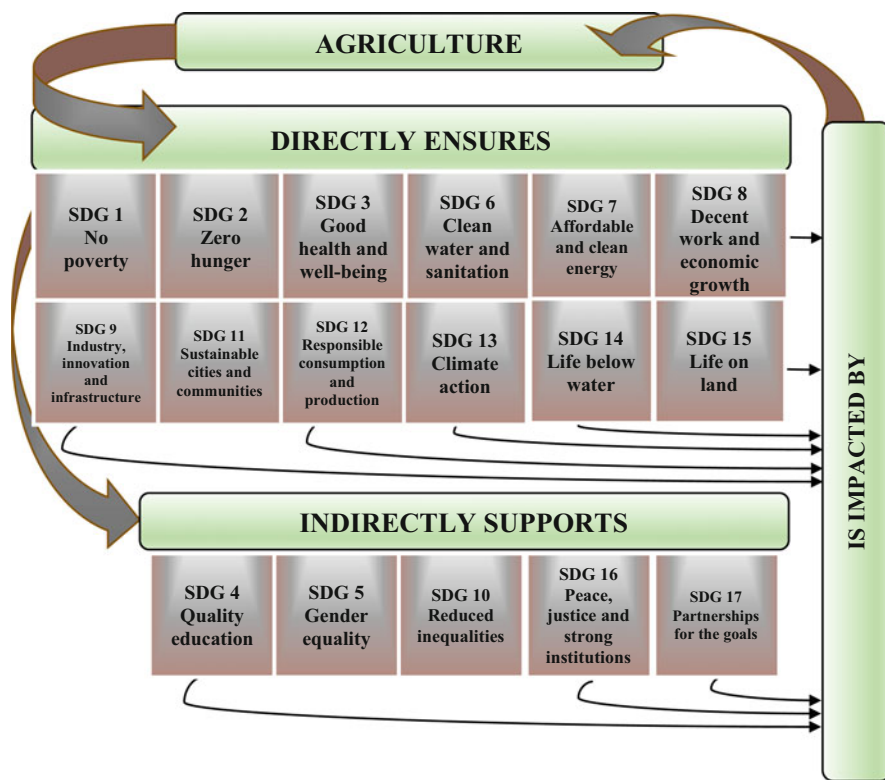 AGRICULTURE
DIRECTLY ENSURES
SDG 1
No
poverty
SDG 2
Zero
hunger
SDG 3
Good
health and
well-being
SDG 6
Clean
water and
sanitation
SDG 7
Affordable
and clean
energy
SDG 8
Decent
work and
economic
growth
SDG 9
Industry,
innovation
and
infrastructure
SDG 11
Sustainable
cities and
communities
SDG 12
Responsible
consumption
and
production
SDG 13
Climate
action
SDG 14
Life below
water
SDG 15
Life on
land
INDIRECTLY SUPPORTS
SDG 4
Quality
education
SDG 5
Gender
equality
SDG 10
Reduced
inequalities
SDG 16
Peace,
justice and
strong
institutions
SDG 17
Partnerships
for the goals
IS IMPACTED BY